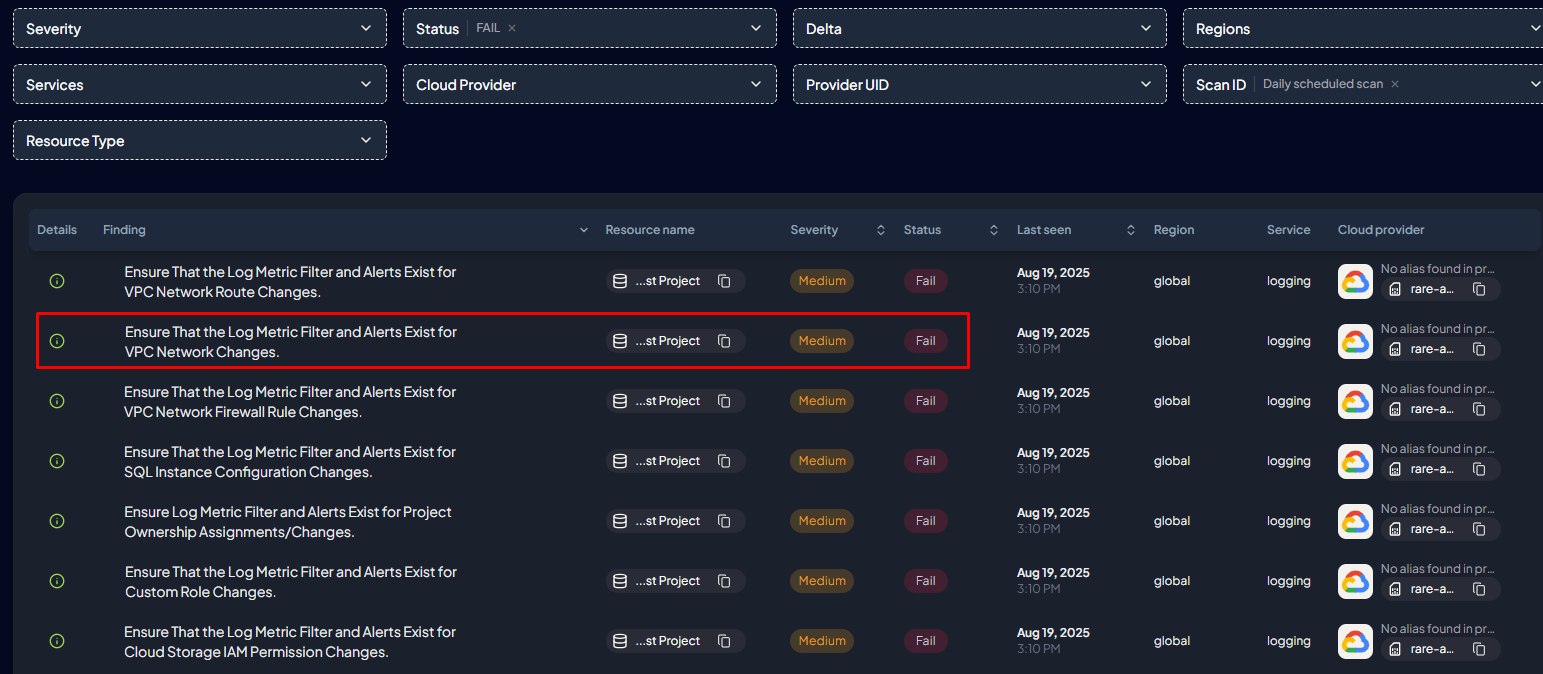 Severity
Status FAIL ×
Delta
Regions
Services
Cloud Provider
Provider UID
Scan ID Daily scheduled scan ×
Resource Type
Details Finding Resource name Severity Status Last seen Region Service Cloud provider
Ensure That the Log Metric Filter and Alerts Exist for
VPC Network Route Changes.
...st Project
Medium
Fail
Aug 19, 2025
3:10 PM
global
logging
No alias found in pr...
rare-a...
Ensure That the Log Metric Filter and Alerts Exist for
VPC Network Changes.
...st Project
Medium
Fail
Aug 19, 2025
3:10 PM
global
logging
No alias found in pr...
rare-a...
Ensure That the Log Metric Filter and Alerts Exist for
VPC Network Firewall Rule Changes.
...st Project
Medium
Fail
Aug 19, 2025
3:10 PM
global
logging
No alias found in pr...
rare-a...
Ensure That the Log Metric Filter and Alerts Exist for
SQL Instance Configuration Changes.
...st Project
Medium
Fail
Aug 19, 2025
3:10 PM
global
logging
No alias found in pr...
rare-a...
Ensure Log Metric Filter and Alerts Exist for Project
Ownership Assignments/Changes.
...st Project
Medium
Fail
Aug 19, 2025
3:10 PM
global
logging
No alias found in pr...
rare-a...
Ensure That the Log Metric Filter and Alerts Exist for
Custom Role Changes.
...st Project
Medium
Fail
Aug 19, 2025
3:10 PM
global
logging
No alias found in pr...
rare-a...
Ensure That the Log Metric Filter and Alerts Exist for
Cloud Storage IAM Permission Changes.
...st Project
Medium
Fail
Aug 19, 2025
3:10 PM
global
logging
No alias found in pr...
rare-a...